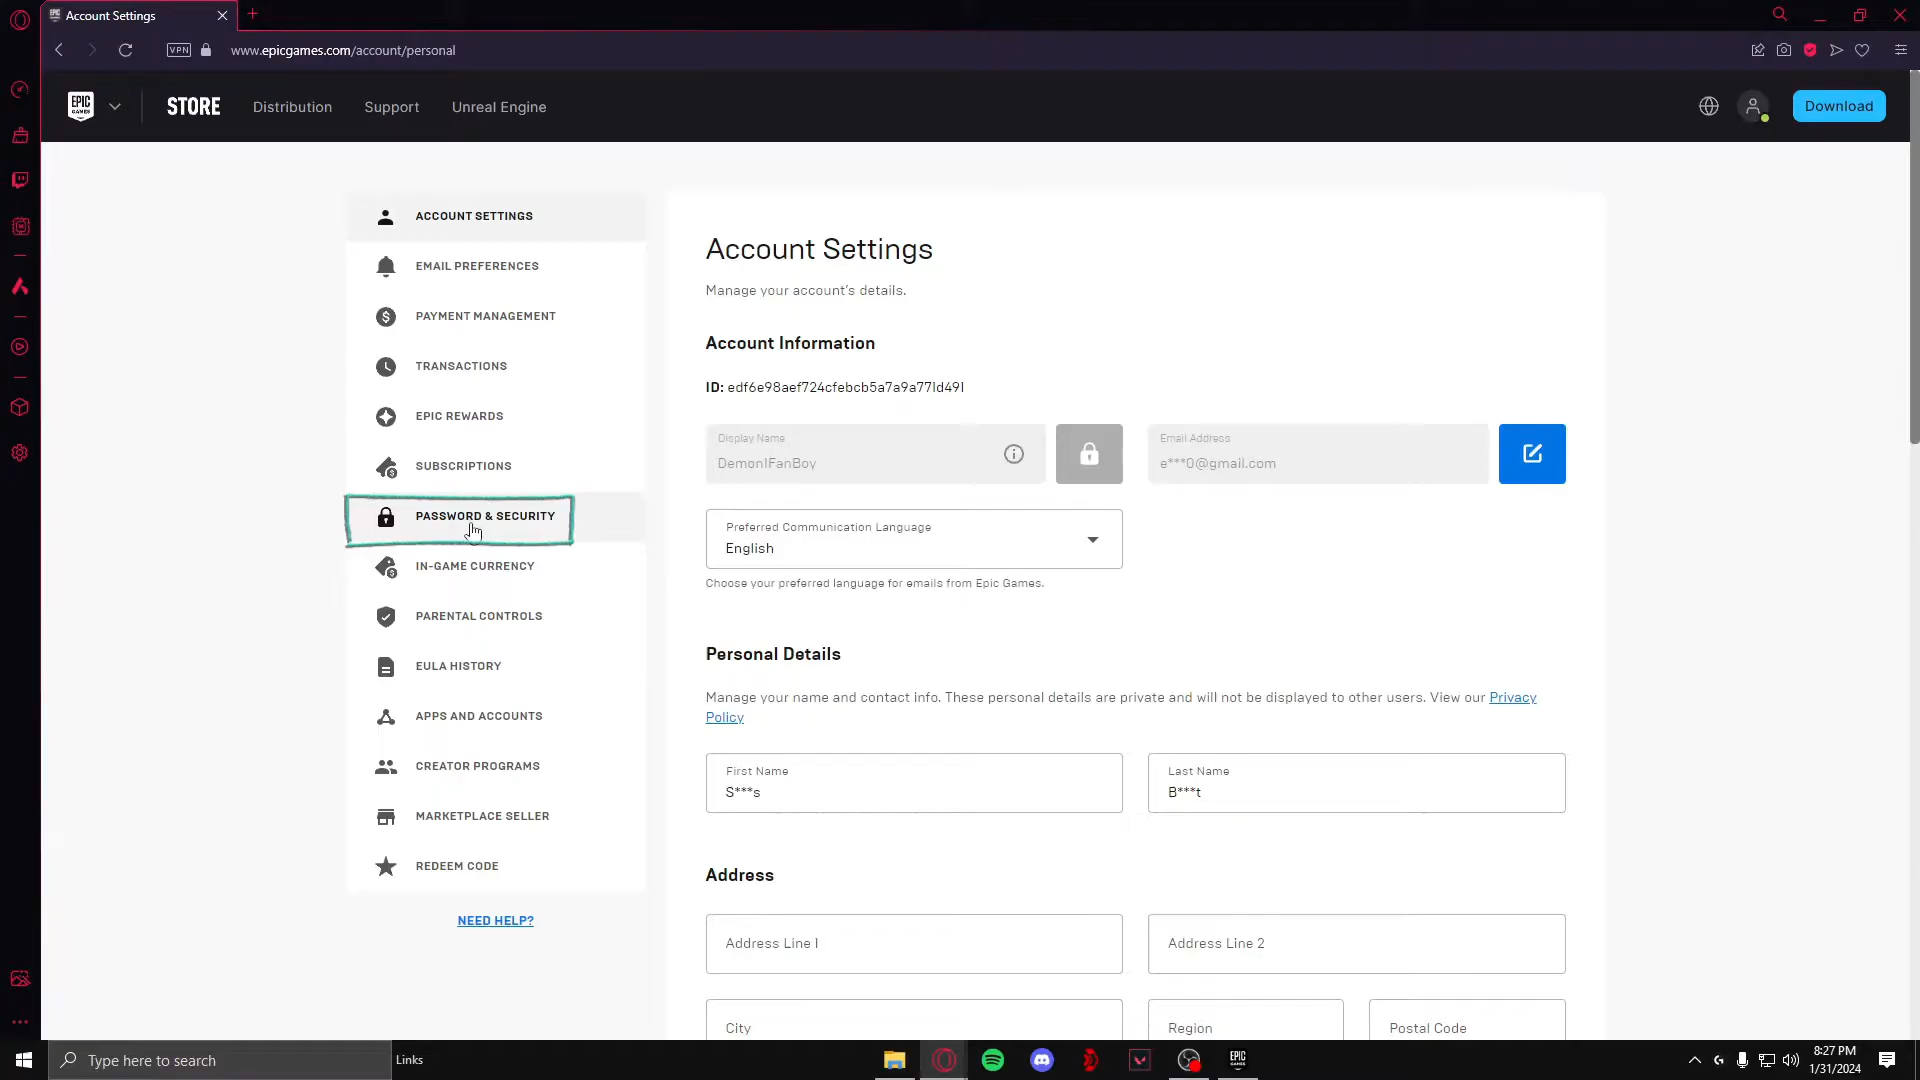 Account Settings
VPN
www.epicgames.com/account/personal
EPIC GAMES
STORE
Distribution
Support
Unreal Engine
Download
ACCOUNT SETTINGS
EMAIL PREFERENCES
PAYMENT MANAGEMENT
TRANSACTIONS
EPIC REWARDS
SUBSCRIPTIONS
PASSWORD & SECURITY
IN-GAME CURRENCY
PARENTAL CONTROLS
EULA HISTORY
APPS AND ACCOUNTS
CREATOR PROGRAMS
MARKETPLACE SELLER
REDEEM CODE
NEED HELP?
Account Settings
Manage your account's details.
Account Information
ID: edf6e98aef724cfebcb5a7a9a771d491
Display Name
Demon1FanBoy
Email Address
e***0@gmail.com
Preferred Communication Language
English
Choose your preferred language for emails from Epic Games.
Personal Details
Manage your name and contact info. These personal details are private and will not be displayed to other users. View our Privacy
Policy
First Name
S***s
Last Name
B***t
Address
Address Line 1
Address Line 2
City
Region
Postal Code
Type here to search
Links
EPIC
8:27 PM
1/31/2024